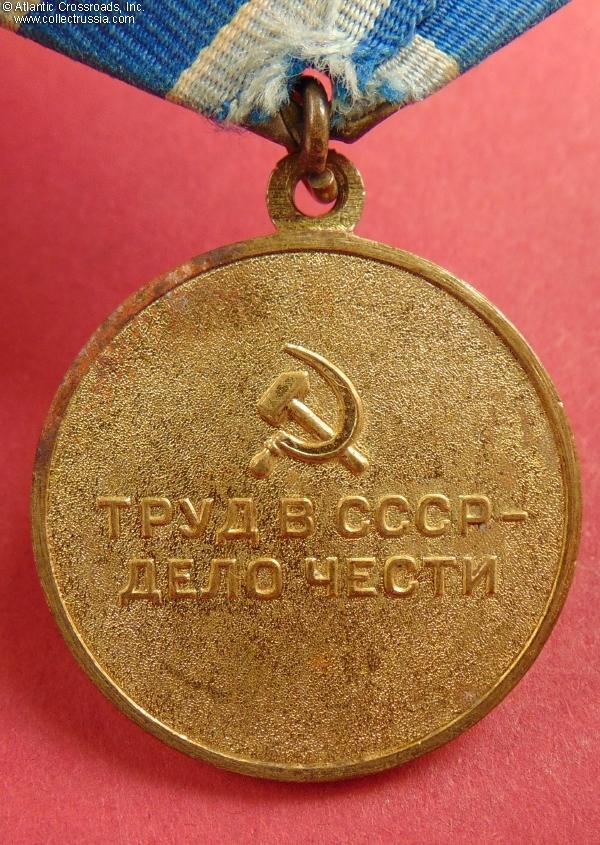 © Atlantic Crossroads, Inc.
www.collectrussia.com
ТРУД В СССР-
ДЕЛО ЧЕСТИ